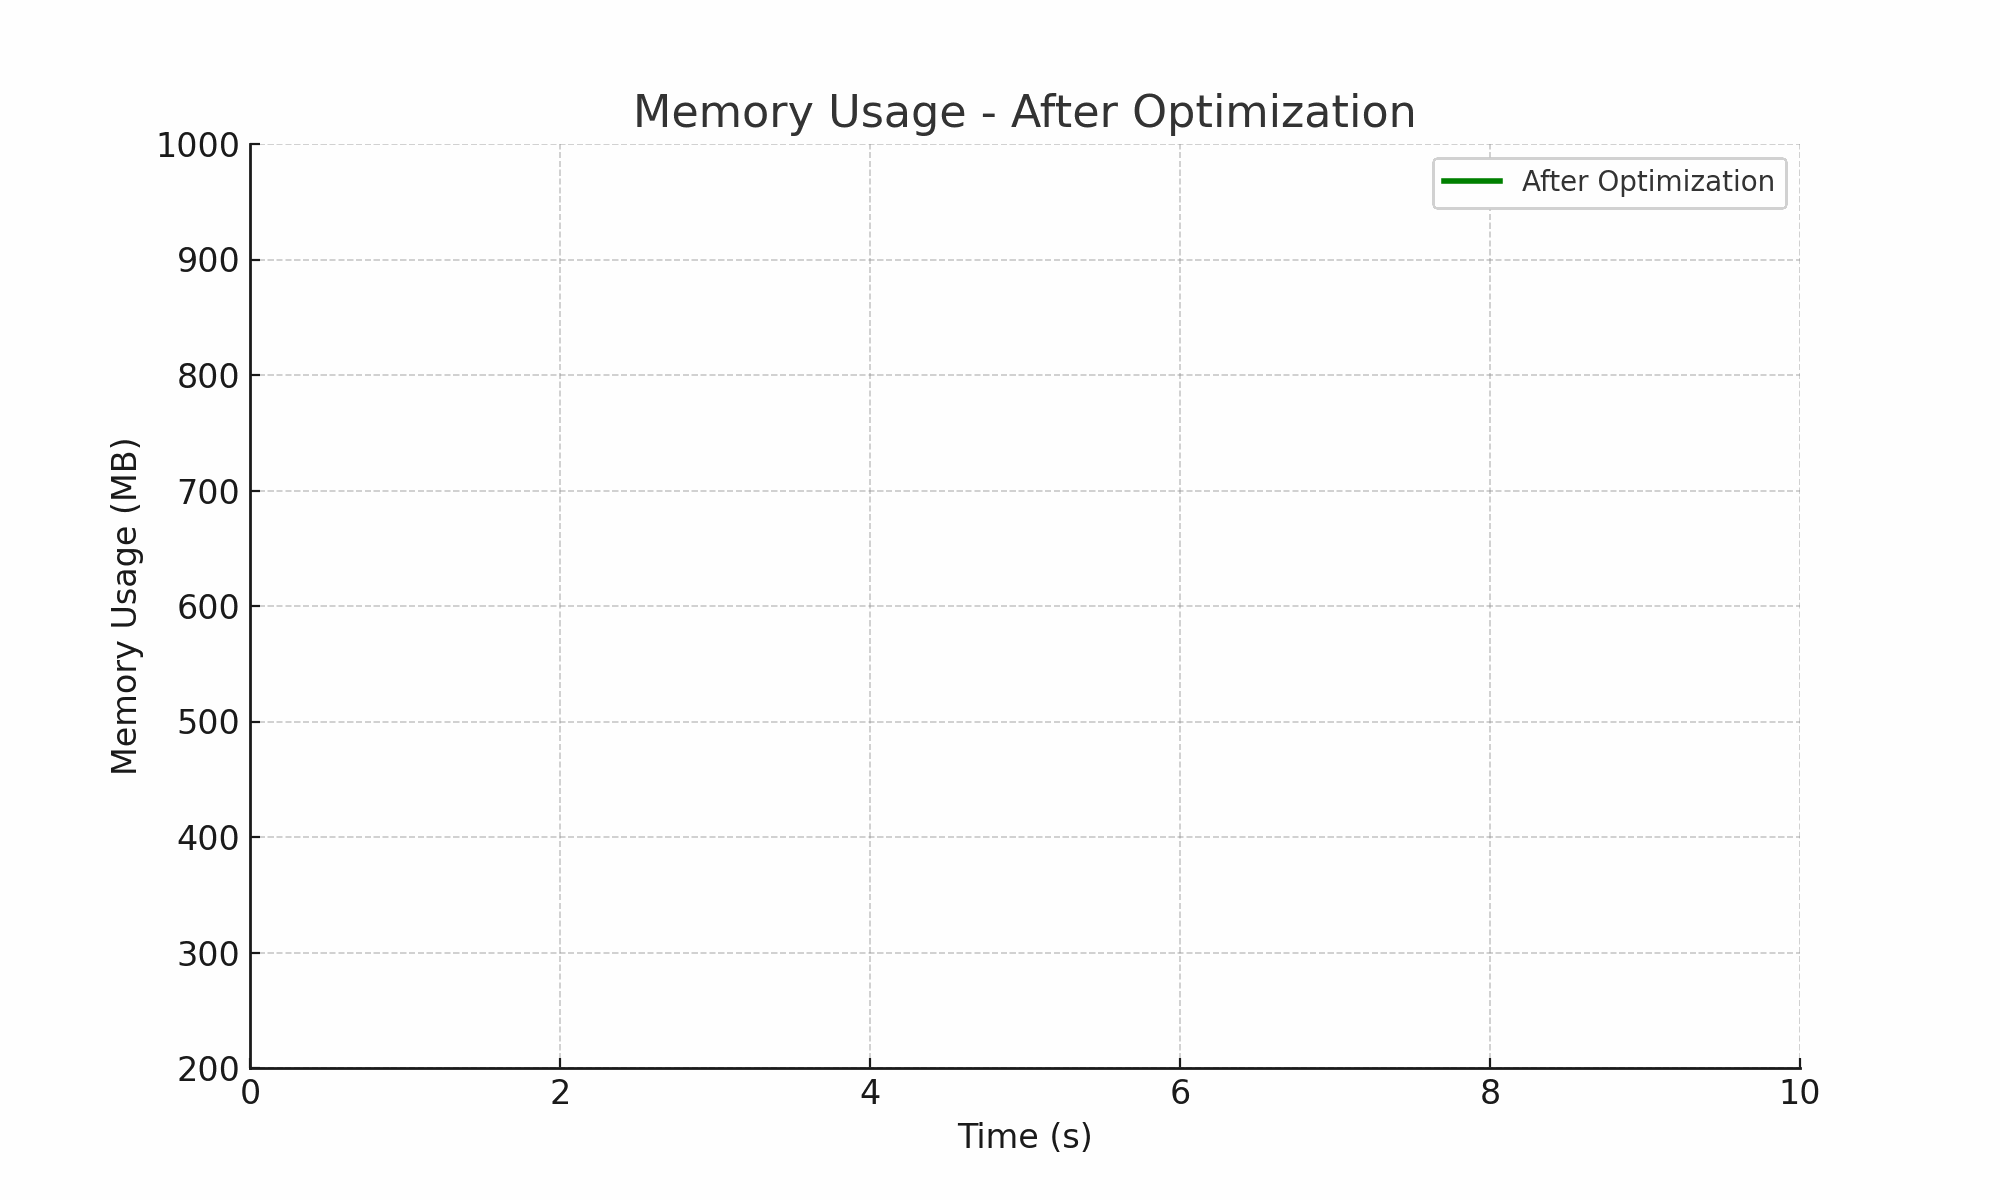 Memory Usage - After Optimization
After Optimization
1000
900
800
700
600
500
400
300
200
Memory Usage (MB)
0 2 4 6 8 10
Time (s)